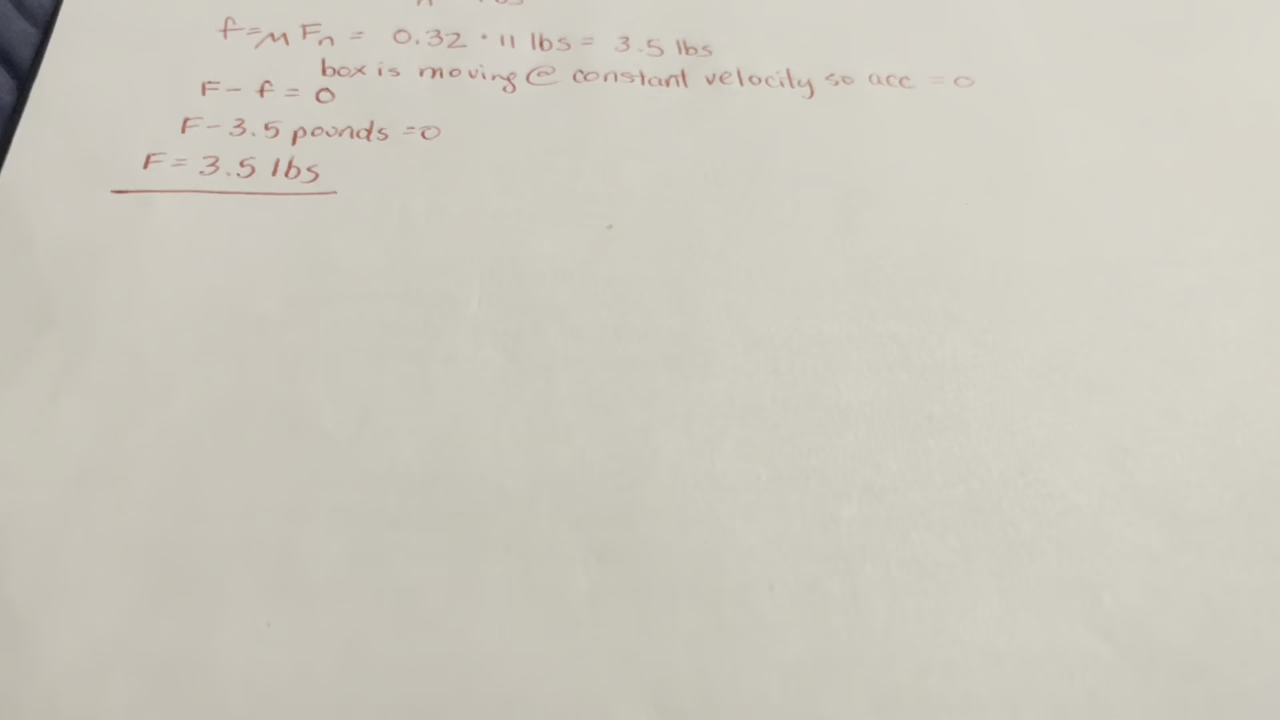 f=μFn = 0.32 · 11 lbs = 3.5 lbs
box is moving @ constant velocity so acc = 0
F - f = 0
F - 3.5 pounds = 0
F = 3.5 lbs